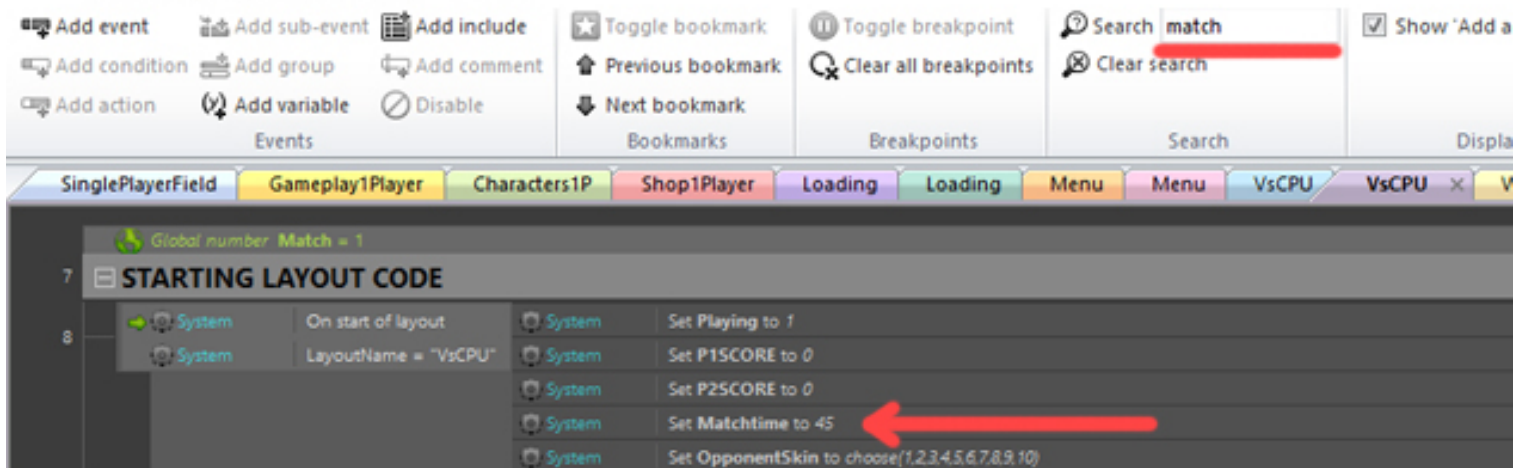 Add event Add sub-event Add include Toggle bookmark Toggle breakpoint Search match Show 'Add a
Add condition Add group Add comment Previous bookmark Clear all breakpoints Clear search
Add action Add variable Disable Next bookmark
Events Bookmarks Breakpoints Search Displa
SinglePlayerField Gameplay1Player Characters1P Shop1Player Loading Loading Menu Menu VsCPU VsCPU
Global number Match = 1
7 STARTING LAYOUT CODE
8 System On start of layout System Set Playing to 1
System LayoutName = "VsCPU" System Set P1SCORE to 0
System Set P2SCORE to 0
System Set Matchtime to 45
System Set OpponentSkin to choose(1,2,3,4,5,6,7,8,9,10)